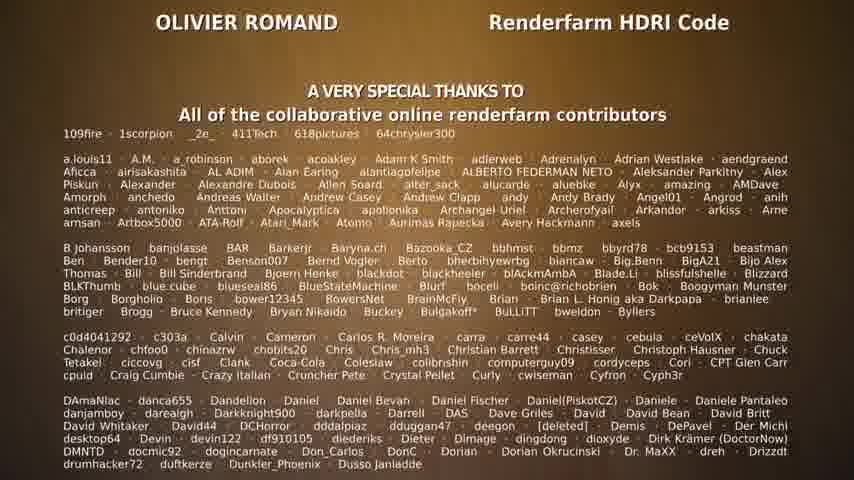 OLIVIER ROMAND Renderfarm HDRI Code
A VERY SPECIAL THANKS TO
All of the collaborative online renderfarm contributors
109fire · 1scorpion · _2e_ · 411Tech · 618pictures · 64chrysler300
a.louis11 · A.M. · a_robinson · aborek · acoakley · Adam K Smith · adlerweb · Adrenalyn · Adrian Westlake · aendgraend
Aficca · airisakashita · AL ADIM · Alan Earing · alantiagofelipe · ALBERTO FEDERMAN NETO · Aleksander Parkitny · Alex
Piskun · Alexander · Alexandre Dubois · Allen Soard · alter_sack · alucarde · aluebke · Alyx · amazing · AMDave ·
Amorph · anchedo · Andreas Walter · Andrew Casey · Andrew Clapp · andy · Andy Brady · Angel01 · Angrod · anih
anticreep · antoniko · Anttoni · Apocalyptica · apolionika · Archangel Uriel · Archerofyail · Arkandor · arkiss · Arne
arnsan · Artbox5000 · ATA-Rolf · Atari_Mark · Atomo · Aurimas Rapecka · Avery Hackmann · axels
B Johansson · banjolasse · BAR · Barkerjr · Baryna.ch · Bazooka_CZ · bbhmst · bbmz · bbyrd78 · bcb9153 · beastman
Ben · Bender10 · bengt · Benson007 · Bernd Vogler · Berto · bherbihyewrbg · biancaw · Big.Benn · BigA21 · Bijo Alex
Thomas · Bill · Bill Sinderbrand · Bjoern Henke · blackdot · blackheeler · blAckmAmbA · Blade.Li · blissfulshelle · Blizzard
BLKThumb · blue.cube · blueseal86 · BlueStateMachine · Blurf · boceli · boinc@richobrien · Bok · Boogyman Munster
Borg · Borgholio · Boris · bower12345 · BowersNet · BrainMcFly · Brian · Brian L. Honig aka Darkpapa · brianlee ·
britiger · Brogg · Bruce Kennedy · Bryan Nikaido · Buckey · Bulgakoff* · BuLLiTT · bweldon · Byllers
c0d4041292 · c303a · Calvin · Cameron · Carlos R. Moreira · carra · carre44 · casey · cebula · ceVoIX · chakata
Chalenor · chfoo0 · chinazrw · chobits20 · Chris · Chris_mh3 · Christian Barrett · Christisser · Christoph Hausner · Chuck
Tetakel · ciccovg · cisf · Clank · Coca-Cola · Coleslaw · colibrishin · computerguy09 · cordyceps · Cori · CPT Glen Carr
cpuid · Craig Cumbie · Crazy Italian · Cruncher Pete · Crystal Pellet · Curly · cwiseman · Cyfron · Cyph3r
DAmaNIac · danca655 · Dandelion · Daniel · Daniel Bevan · Daniel Fischer · Daniel(PiskotCZ) · Daniele · Daniele Pantaleo
danjamboy · darealgh · Darkknight900 · darkpella · Darrell · DAS · Dave Griles · David · David Bean · David Britt ·
David Whitaker · David44 · DCHorror · dddalpiaz · dduggan47 · deegon · [deleted] · Demis · DePavel · Der Michl
desktop64 · Devin · devin122 · df910105 · diederiks · Dieter · Dimage · dingdong · dioxyde · Dirk Krämer (DoctorNow)
DMNTD · docmic92 · dogincarnate · Don_Carlos · DonC · Dorian · Dorian Okrucinski · Dr. MaXX · dreh · Drizzdt
drumhacker72 · duftkerze · Dunkler_Phoenix · Dusso Janladde